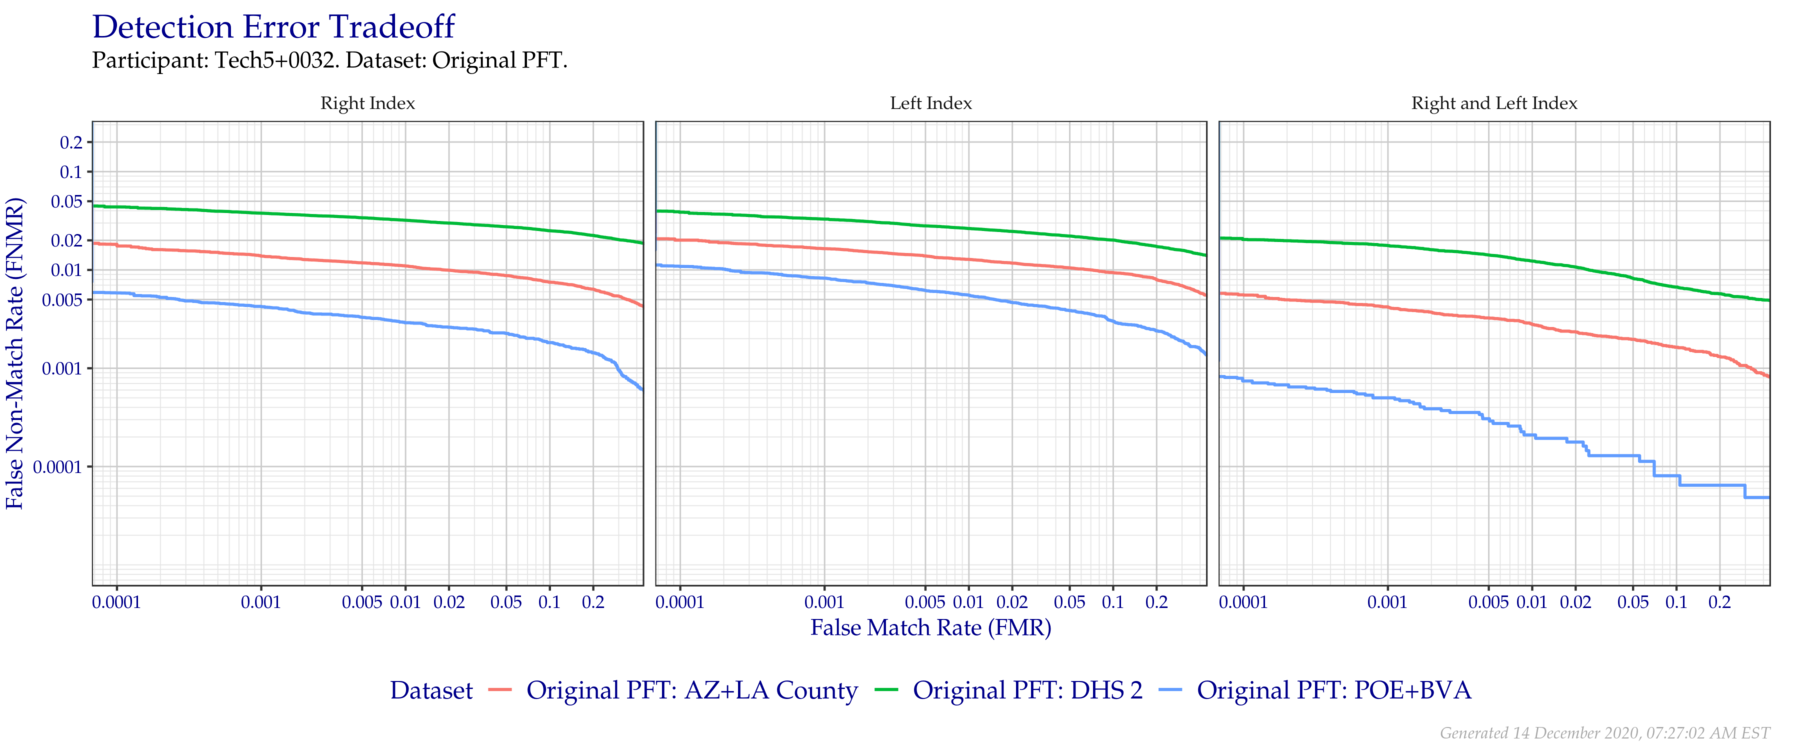 Detection Error Tradeoff
Participant: Tech5+0032. Dataset: Original PFT.
Right Index
Left Index
Right and Left Index
False Non-Match Rate (FNMR)
0.2
0.1
0.05
0.02
0.01
0.005
0.001
0.0001
0.0001 0.001 0.005 0.01 0.02 0.05 0.1 0.2
0.0001 0.001 0.005 0.01 0.02 0.05 0.1 0.2
0.0001 0.001 0.005 0.01 0.02 0.05 0.1 0.2
False Match Rate (FMR)
Dataset Original PFT: AZ+LA County Original PFT: DHS 2 Original PFT: POE+BVA
Generated 14 December 2020, 07:27:02 AM EST